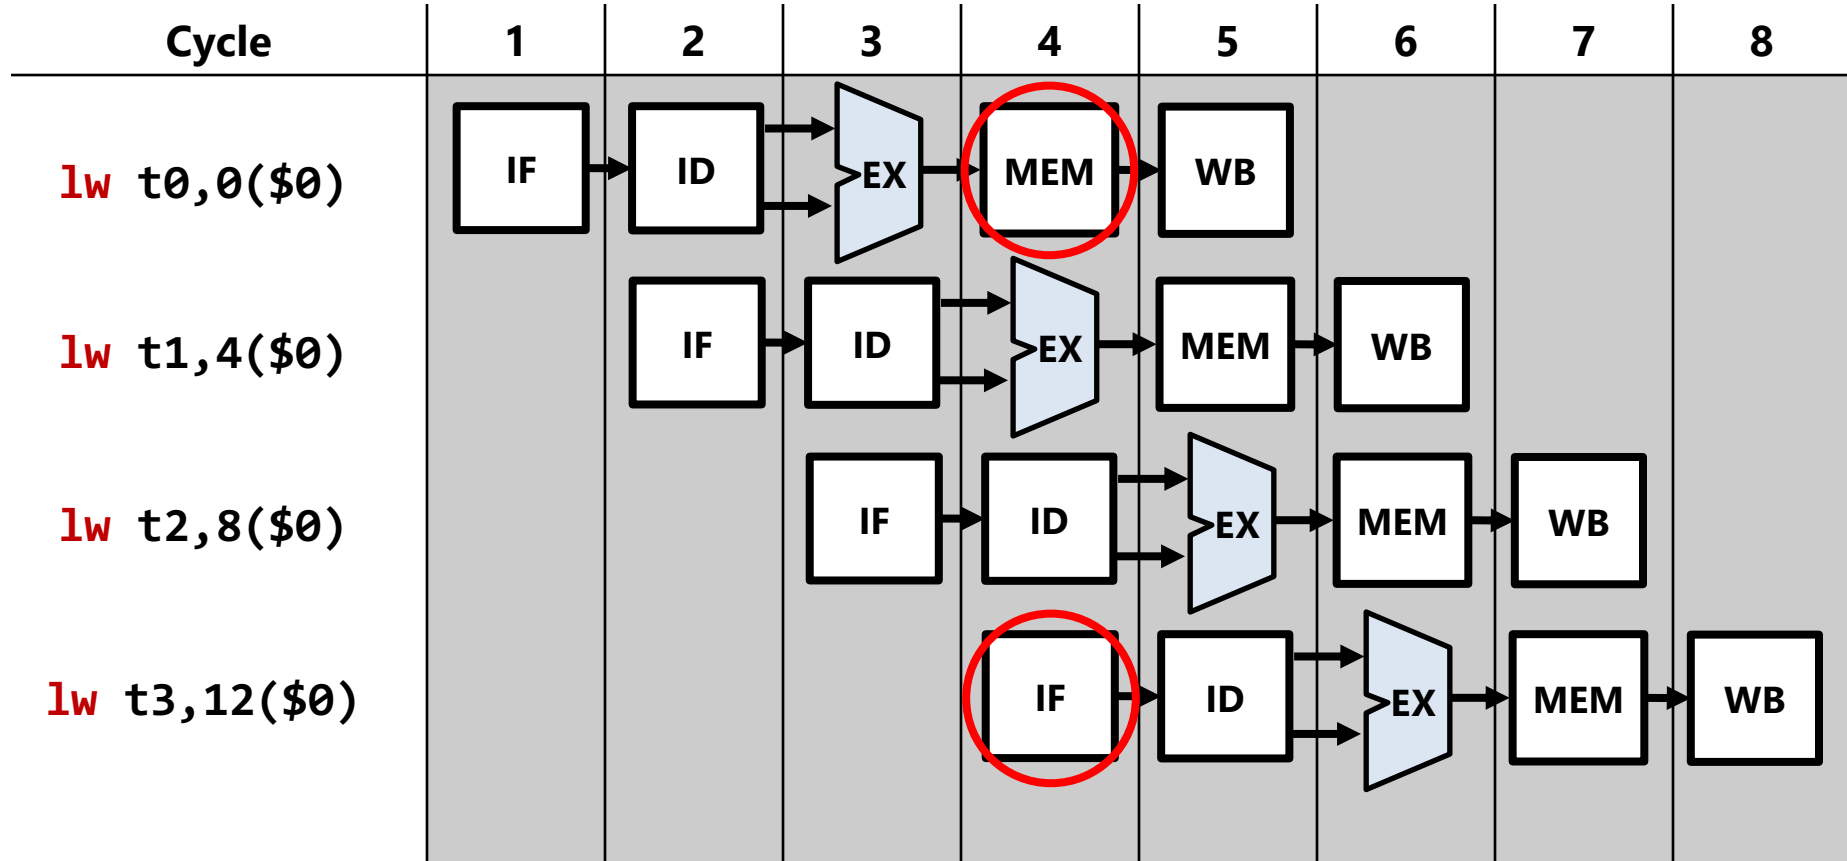 Cycle 1 2 3 4 5 6 7 8
lw t0,0($0) IF ID EX MEM WB
lw t1,4($0) IF ID EX MEM WB
lw t2,8($0) IF ID EX MEM WB
lw t3,12($0) IF ID EX MEM WB